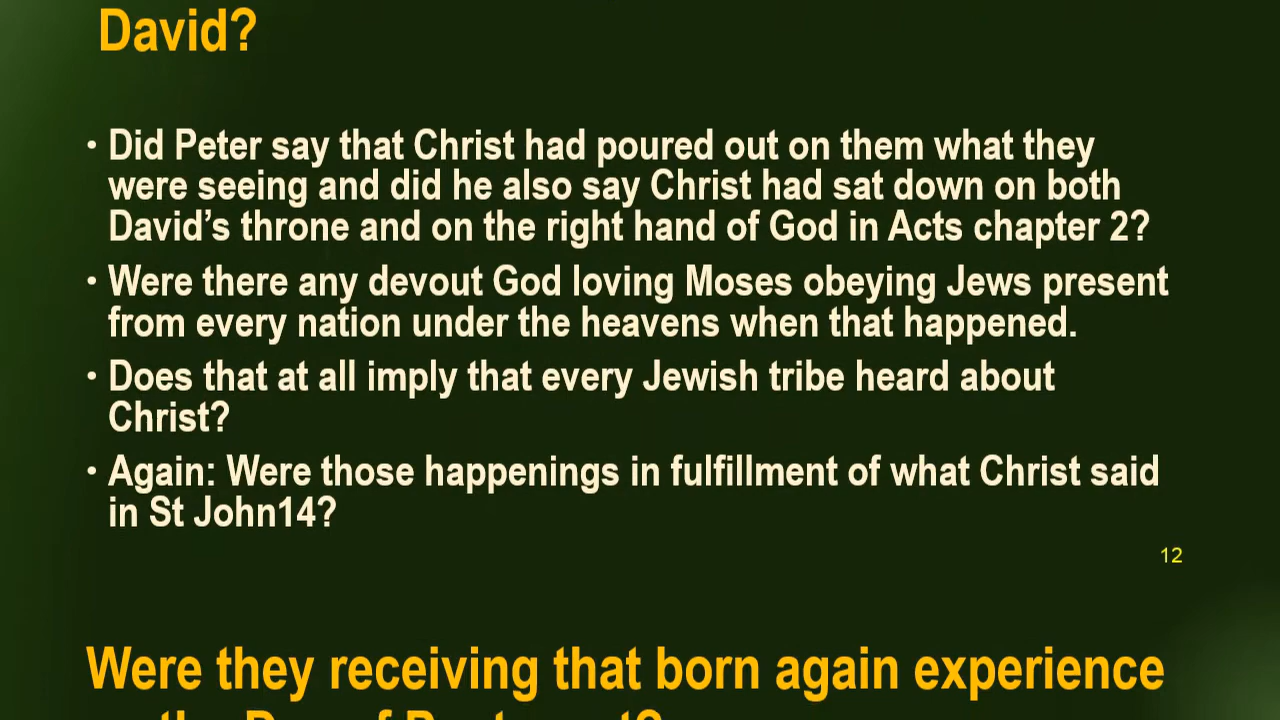 David?
• Did Peter say that Christ had poured out on them what they
were seeing and did he also say Christ had sat down on both
David’s throne and on the right hand of God in Acts chapter 2?
• Were there any devout God loving Moses obeying Jews present
from every nation under the heavens when that happened.
• Does that at all imply that every Jewish tribe heard about
Christ?
• Again: Were those happenings in fulfillment of what Christ said
in St John14?
12
Were they receiving that born again experience